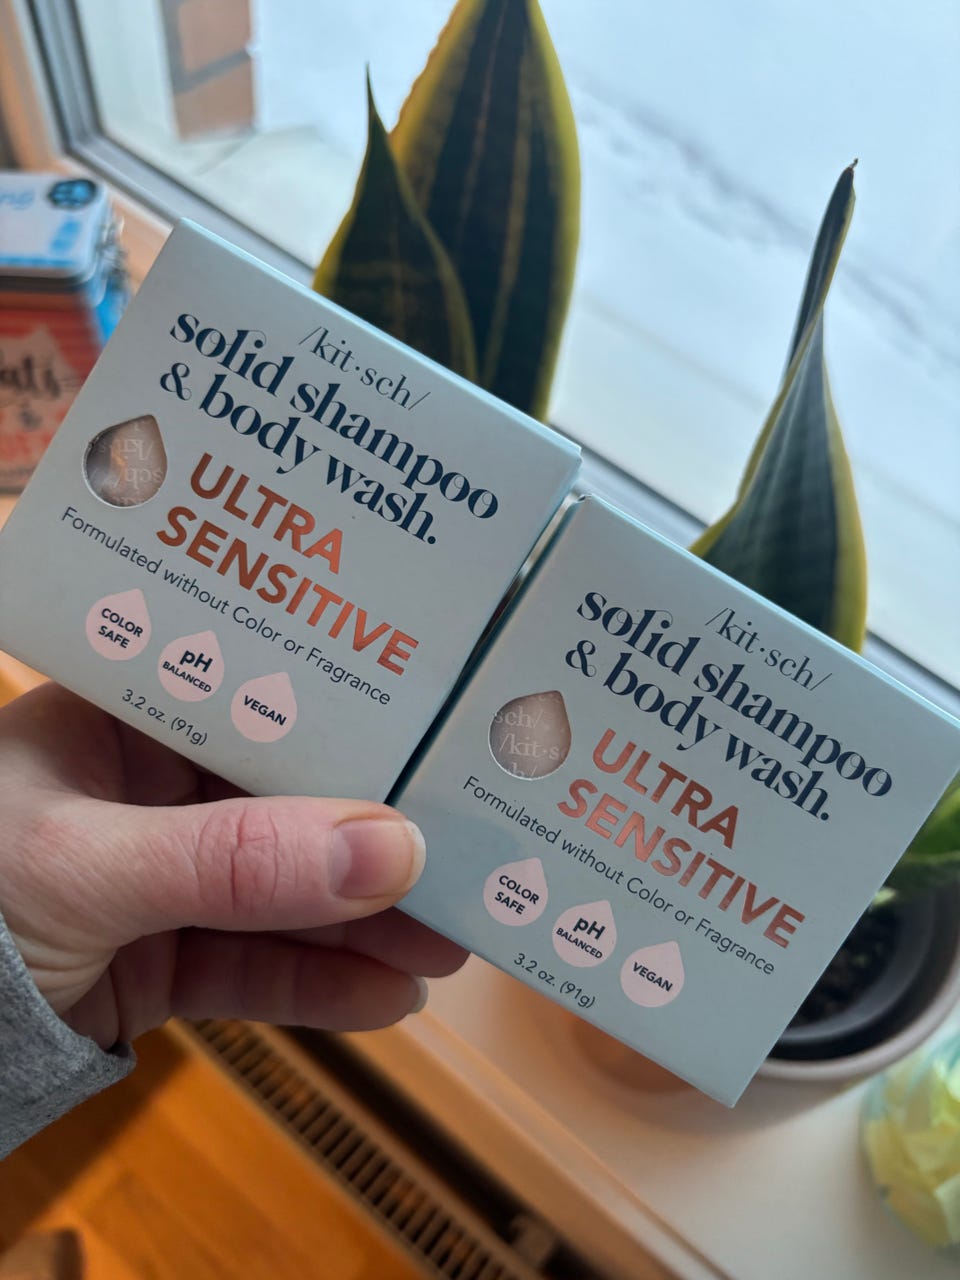 /kit·sch/
solid shampoo
& body wash.
ULTRA
SENSITIVE
Formulated without Color or Fragrance
COLOR
SAFE
pH
BALANCED
VEGAN
3.2 oz. (91g)
/kit·sch/
solid shampoo
& body wash.
sch/
/kit·s
ULTRA
SENSITIVE
Formulated without Color or Fragrance
COLOR
SAFE
pH
BALANCED
VEGAN
3.2 oz. (91g)